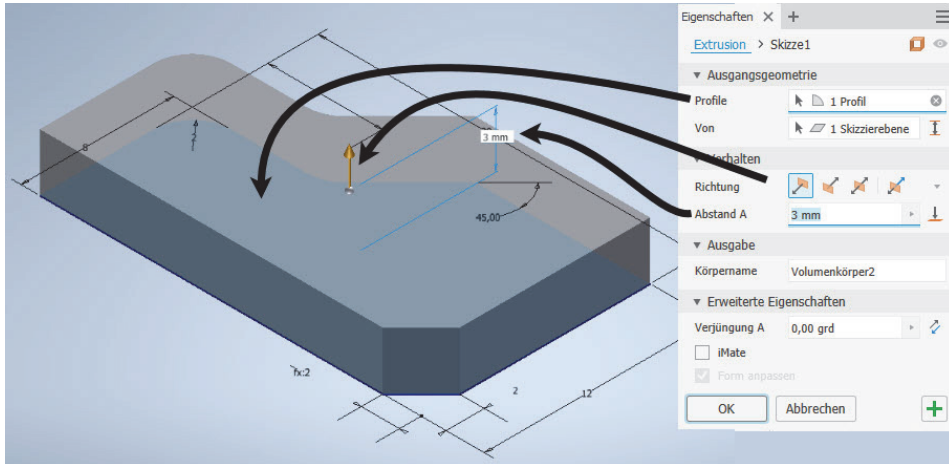 Eigenschaften × +
Extrusion > Skizze1
Ausgangsgeometrie
Profile 1 Profil
Von 1 Skizzierebene
Verhalten
Richtung
Abstand A 3 mm
Ausgabe
Körpername Volumenkörper2
Erweiterte Eigenschaften
Verjüngung A 0,00 grd
iMate
Form anpassen
OK Abbrechen
8
2
3 mm
45,00
fx:2
2
12